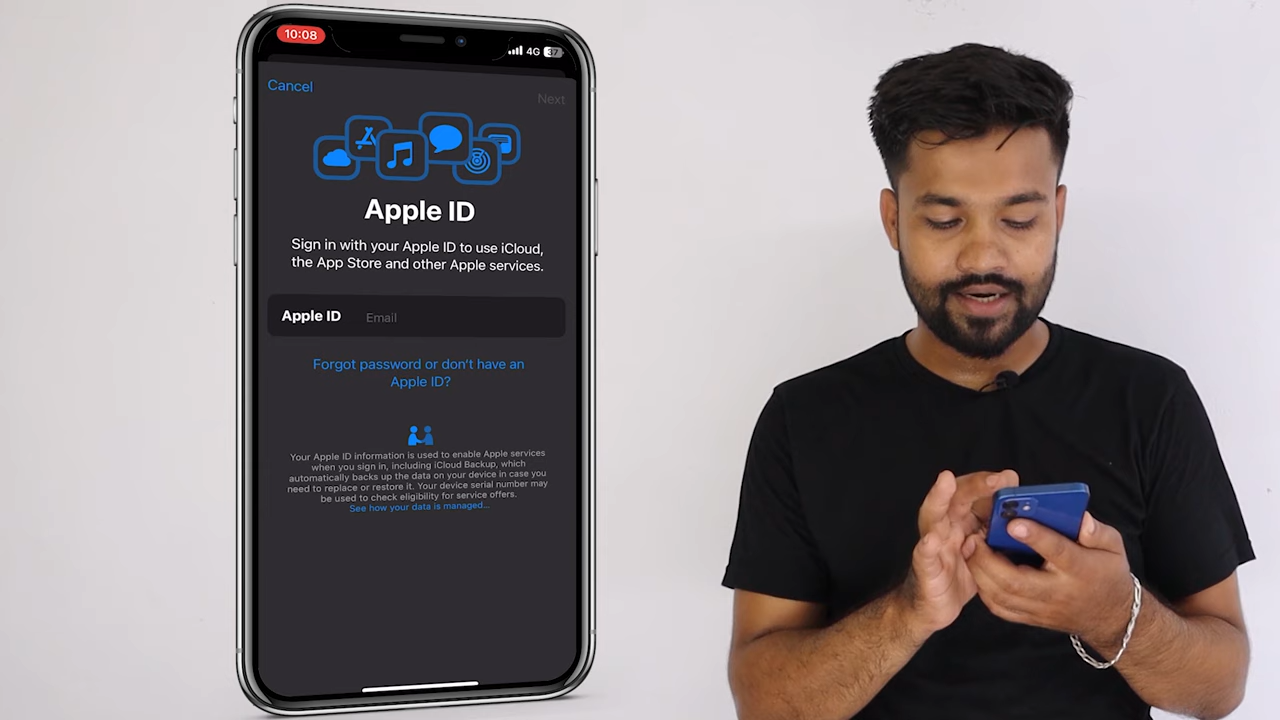 10:08
4G 37
Cancel
Next
Apple ID
Sign in with your Apple ID to use iCloud,
the App Store and other Apple services.
Apple ID Email
Forgot password or don't have an
Apple ID?
Your Apple ID information is used to enable Apple services
when you sign in, including iCloud Backup, which
automatically backs up the data on your device in case you
need to replace or restore it. Your device serial number may
be used to check eligibility for service offers.
See how your data is managed...